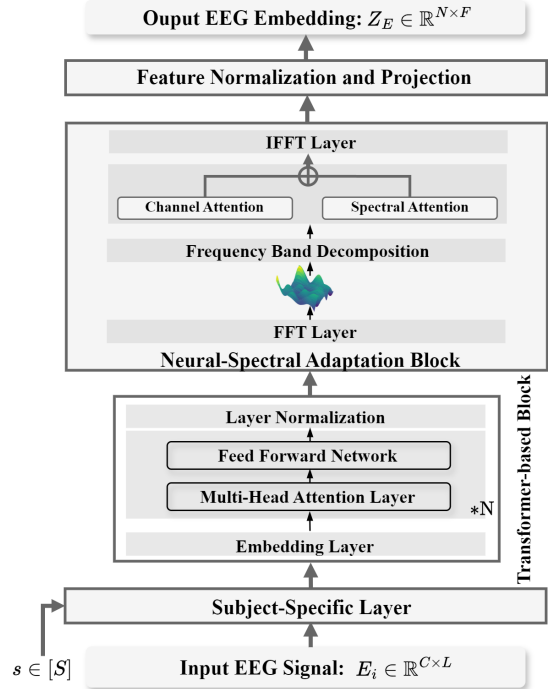 Ouput EEG Embedding: Z_E ∈ ℝ^{N×F}
Feature Normalization and Projection
IFFT Layer
Channel Attention
Spectral Attention
Frequency Band Decomposition
FFT Layer
Neural-Spectral Adaptation Block
Layer Normalization
Feed Forward Network
Multi-Head Attention Layer
*N
Embedding Layer
Transformer-based Block
Subject-Specific Layer
s ∈ [S]
Input EEG Signal: E_i ∈ ℝ^{C×L}